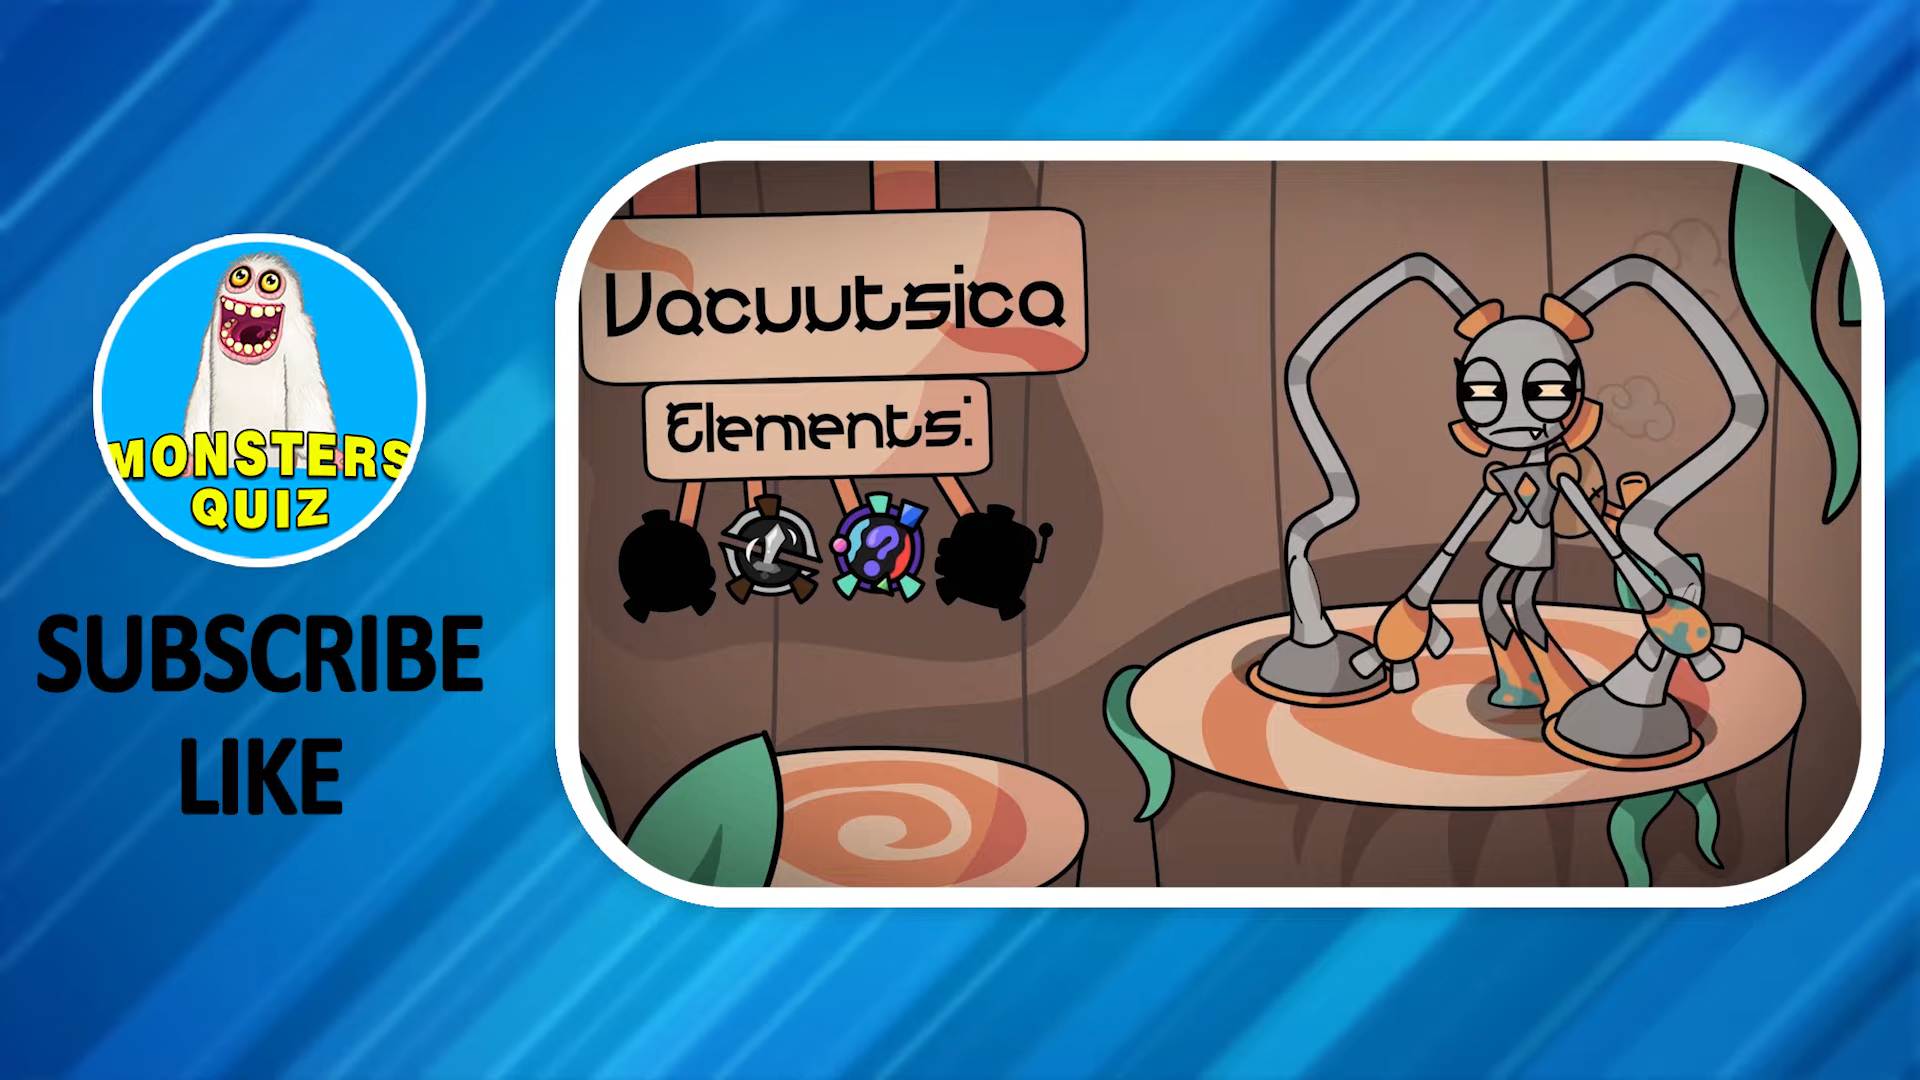 MONSTERS
QUIZ
SUBSCRIBE
LIKE
Vacuutsica
Elements:
?